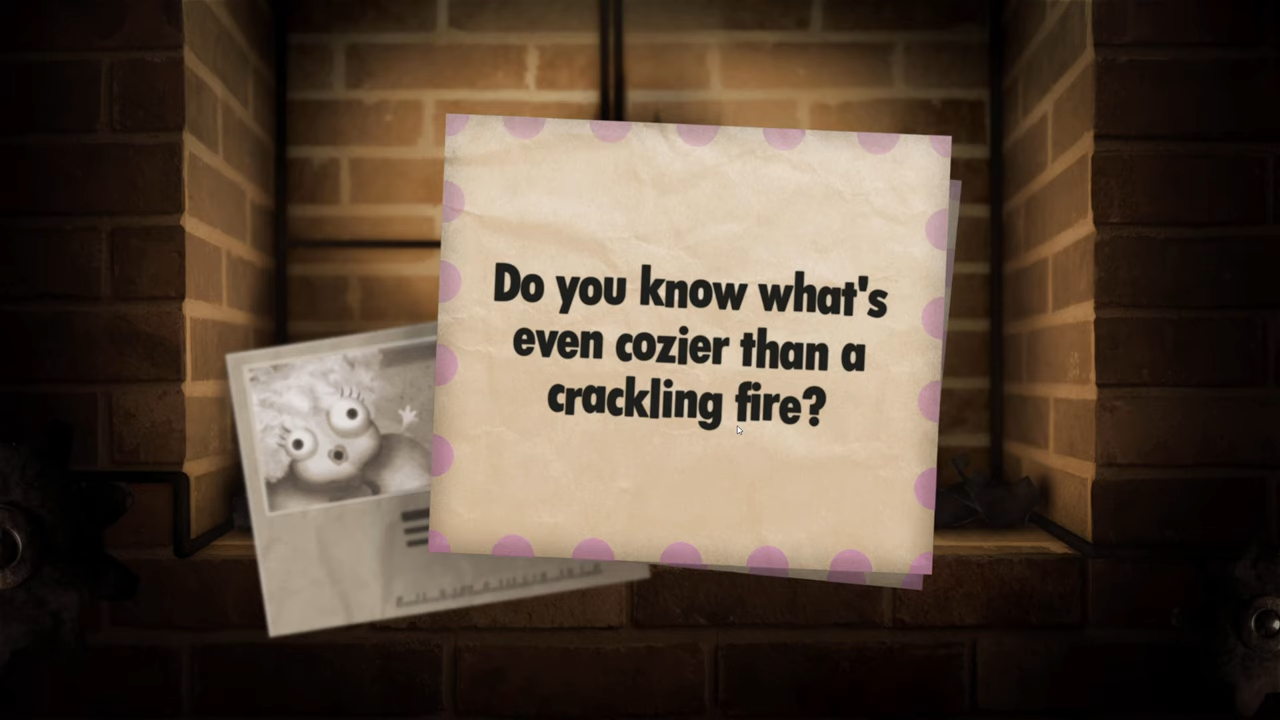 Do you know what's
even cozier than a
crackling fire?